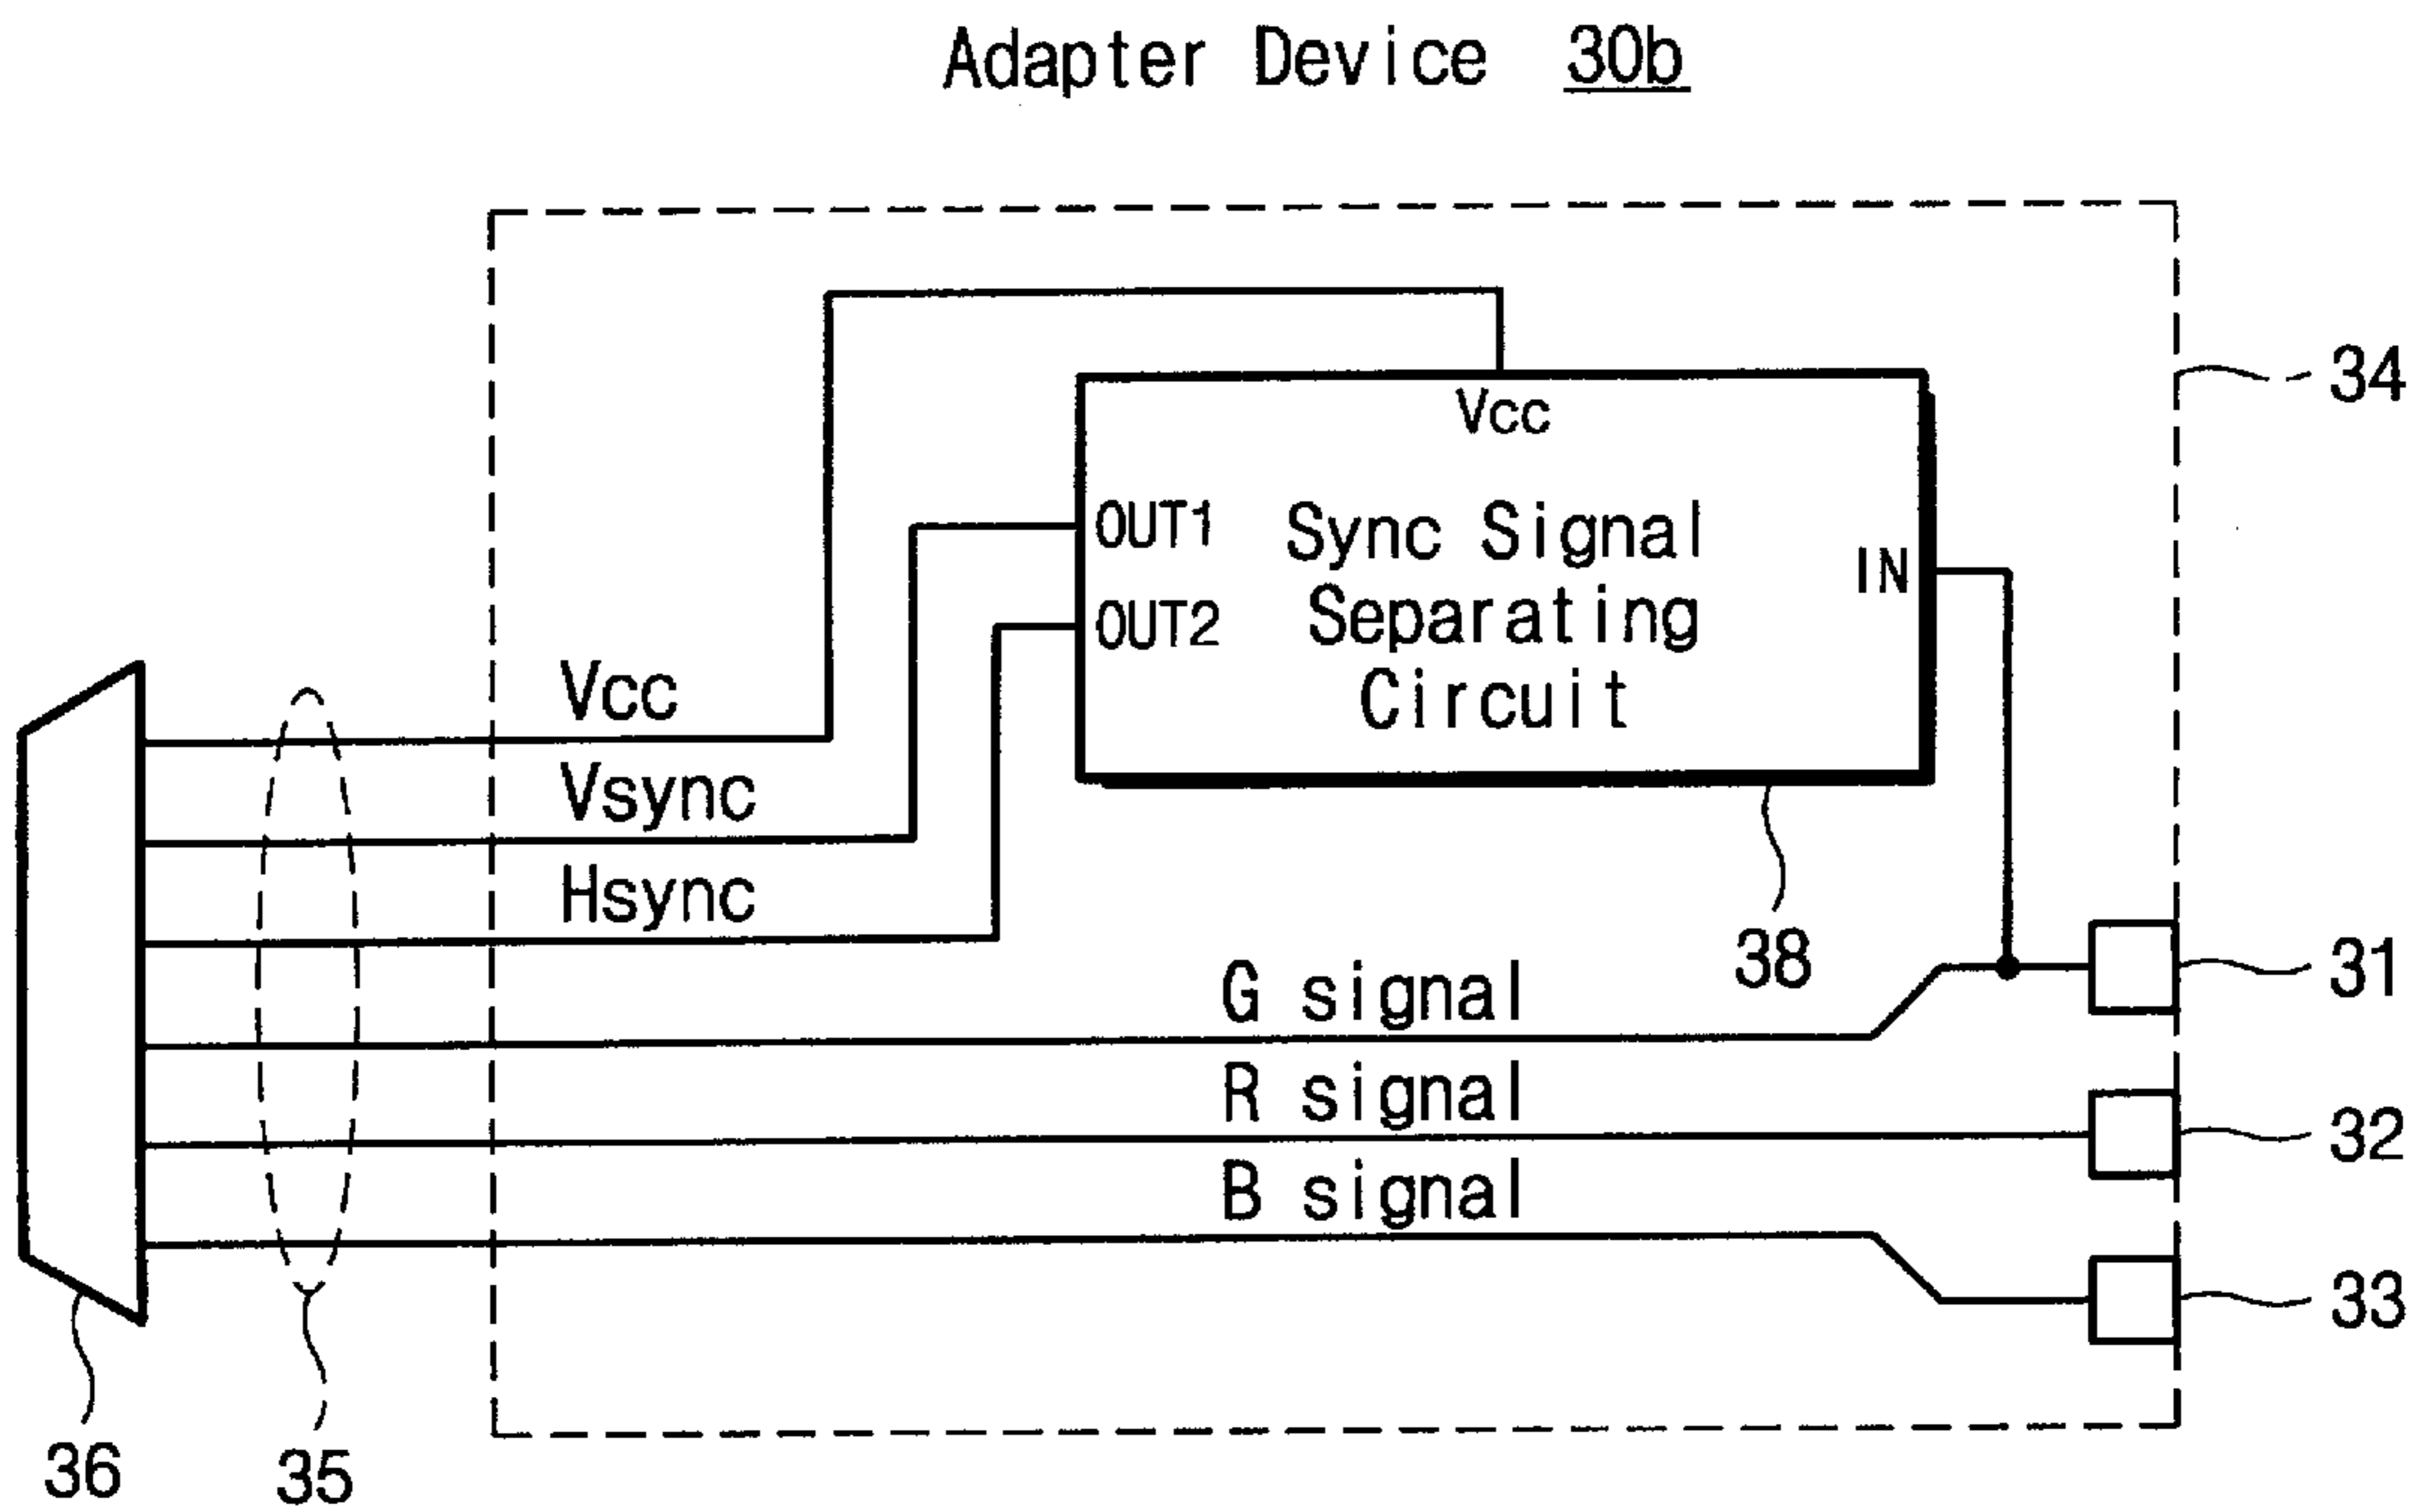 Adapter Device 30b
34
Vcc
OUT1
Sync Signal
IN
Separating
OUT2
Circuit
Vcc
Vsync
Hsync
38
G signal
31
R signal
32
B signal
33
36
35